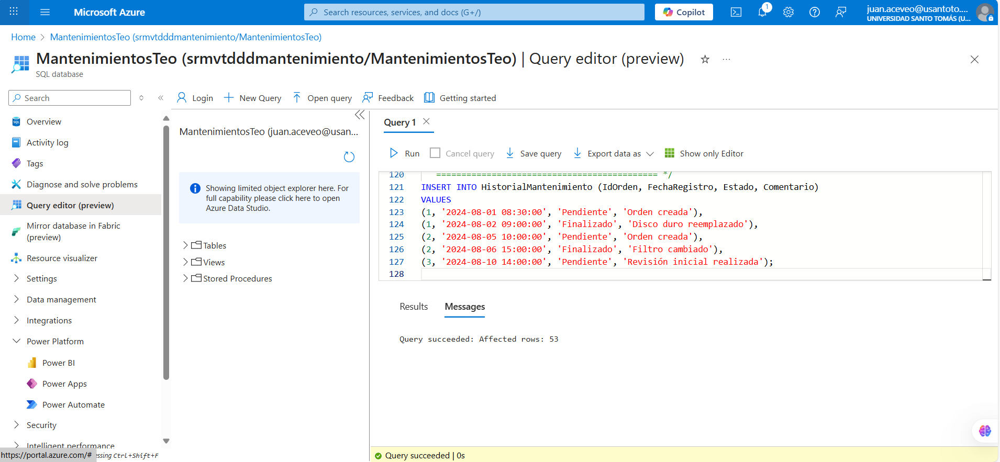 Microsoft Azure
Search resources, services, and docs (G+/)
Copilot
1
juan.aceveo@usantoto....
UNIVERSIDAD SANTO TOMÁS (U...
Home > MantenimientosTeo (srmvtdddmantenimiento/MantenimientosTeo)
MantenimientosTeo (srmvtdddmantenimiento/MantenimientosTeo) | Query editor (preview)
SQL database
Search
Login
New Query
Open query
Feedback
Getting started
Overview
Activity log
Tags
Diagnose and solve problems
Query editor (preview)
Mirror database in Fabric
(preview)
Resource visualizer
Settings
Data management
Integrations
Power Platform
Power BI
Power Apps
Power Automate
Security
Intelligent performance
https://portal.azure.com/#
essing Ctrl+Shift+F
MantenimientosTeo (juan.aceveo@usan...
Showing limited object explorer here. For
full capability please click here to open
Azure Data Studio.
Tables
Views
Stored Procedures
Query 1
Run
Cancel query
Save query
Export data as
Show only Editor
120 ============================================ */
121 INSERT INTO HistorialMantenimiento (IdOrden, FechaRegistro, Estado, Comentario)
122 VALUES
123 (1, '2024-08-01 08:30:00', 'Pendiente', 'Orden creada'),
124 (1, '2024-08-02 09:00:00', 'Finalizado', 'Disco duro reemplazado'),
125 (2, '2024-08-05 10:00:00', 'Pendiente', 'Orden creada'),
126 (2, '2024-08-06 15:00:00', 'Finalizado', 'Filtro cambiado'),
127 (3, '2024-08-10 14:00:00', 'Pendiente', 'Revisión inicial realizada');
128
Results
Messages
Query succeeded: Affected rows: 53
Query succeeded | 0s